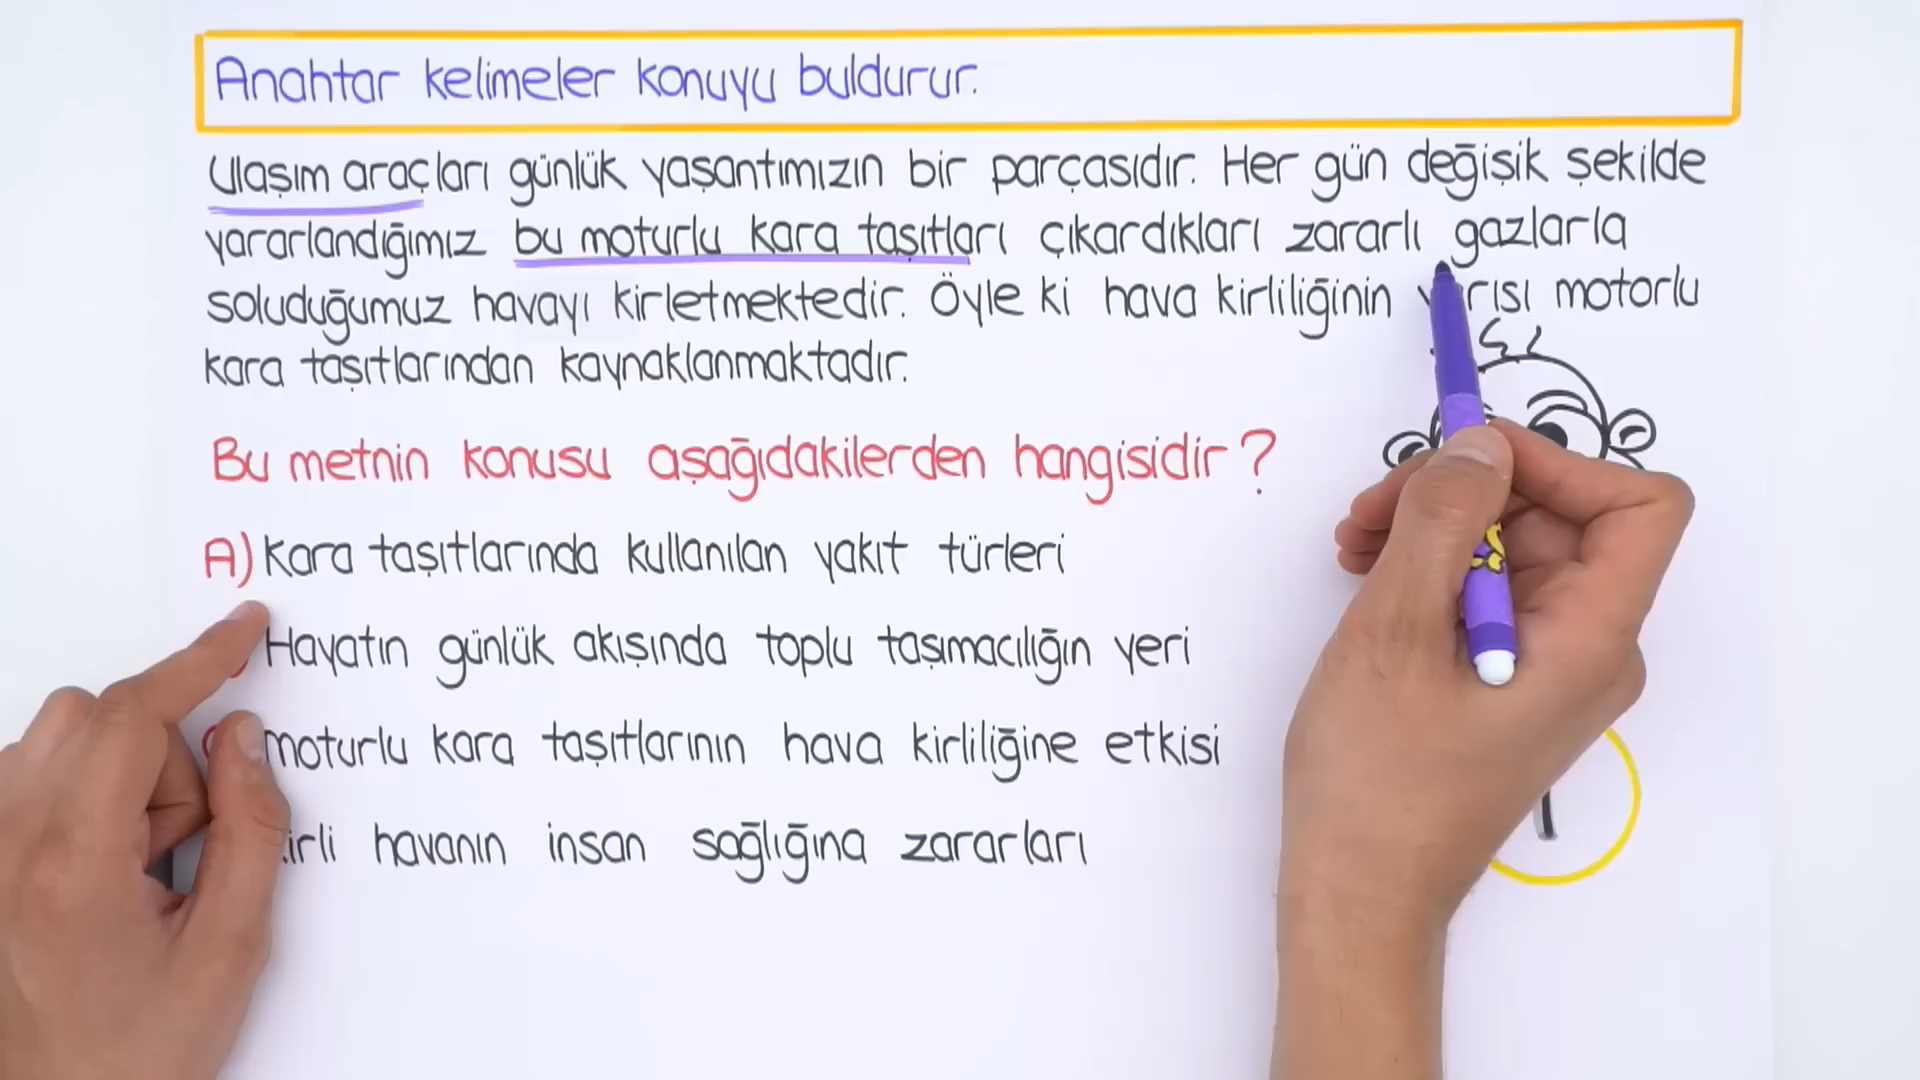 Anahtar kelimeler konuyu buldurur.
Ulaşım araçları günlük yaşantımızın bir parçasıdır. Her gün değişik şekilde
yararlandığımız bu moturlu kara taşıtları çıkardıkları zararlı gazlarla
soluduğumuz havayı kirletmektedir. Öyle ki hava kirliliğinin motorlu
kara taşıtlarından kaynaklanmaktadır.
Bu metnin konusu aşağıdakilerden hangisidir?
A) Kara taşıtlarında kullanılan yakıt türleri
Hayatın günlük akışında toplu taşımacılığın yeri
moturlu kara taşıtlarının hava kirliliğine etkisi
havanın insan sağlığına zararları